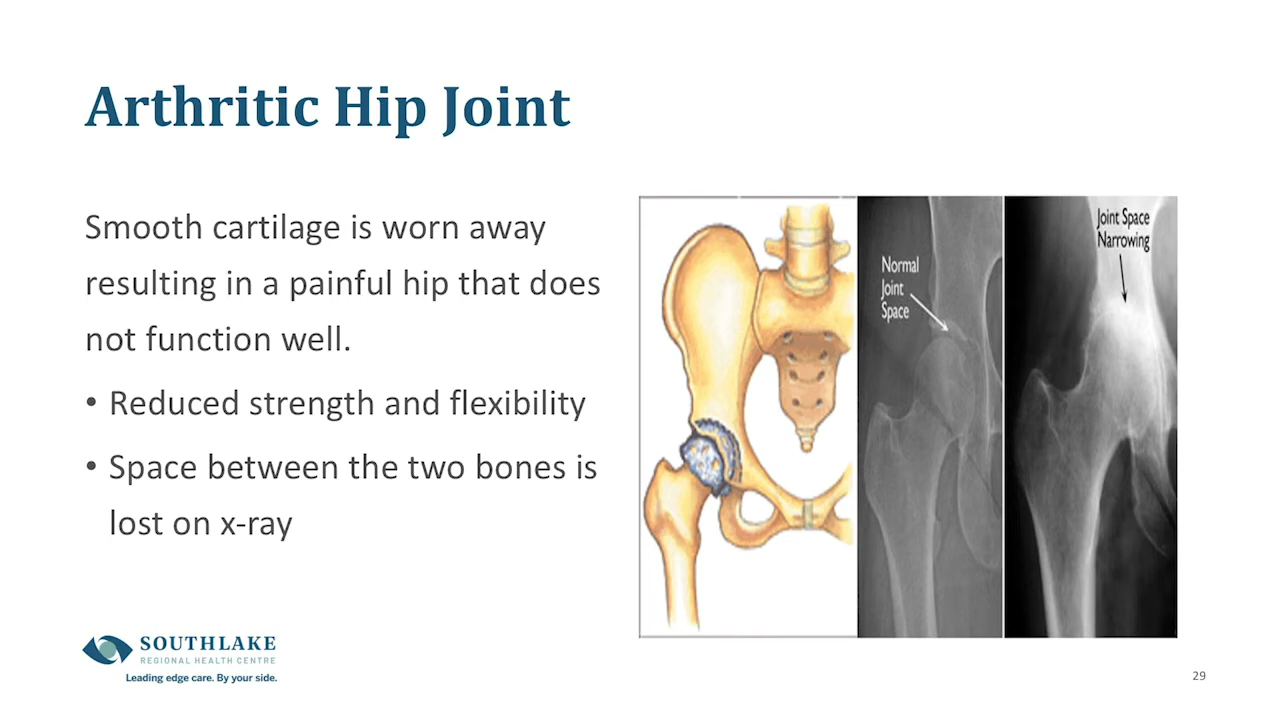 Arthritic Hip Joint
Smooth cartilage is worn away
resulting in a painful hip that does
not function well.
• Reduced strength and flexibility
• Space between the two bones is
lost on x-ray
Normal
Joint
Space
Joint Space
Narrowing
SOUTHLAKE
REGIONAL HEALTH CENTRE
Leading edge care. By your side.
29